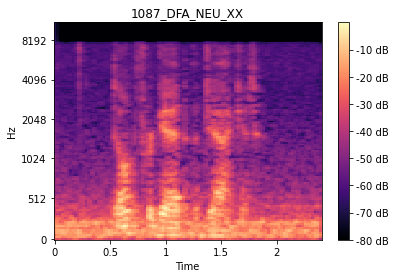 1087_DFA_NEU_XX
8192
4096
2048
1024
512
0
Hz
0
0.5
1
1.5
2
Time
-10 dB
-20 dB
-30 dB
-40 dB
-50 dB
-60 dB
-70 dB
-80 dB